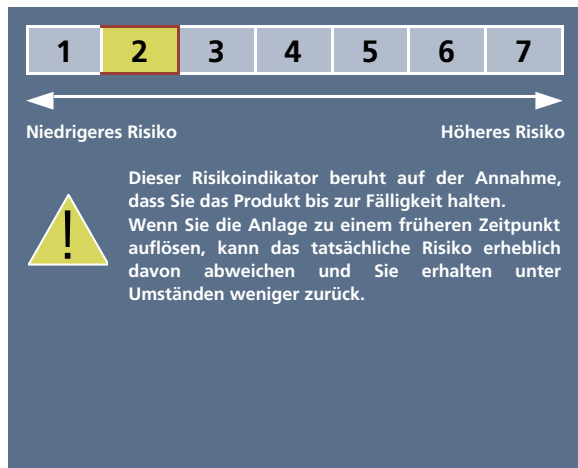 1 2 3 4 5 6 7
Niedrigeres Risiko Höheres Risiko
Dieser Risikoindikator beruht auf der Annahme,
dass Sie das Produkt bis zur Fälligkeit halten.
Wenn Sie die Anlage zu einem früheren Zeitpunkt
auflösen, kann das tatsächliche Risiko erheblich
davon abweichen und Sie erhalten unter
Umständen weniger zurück.
!